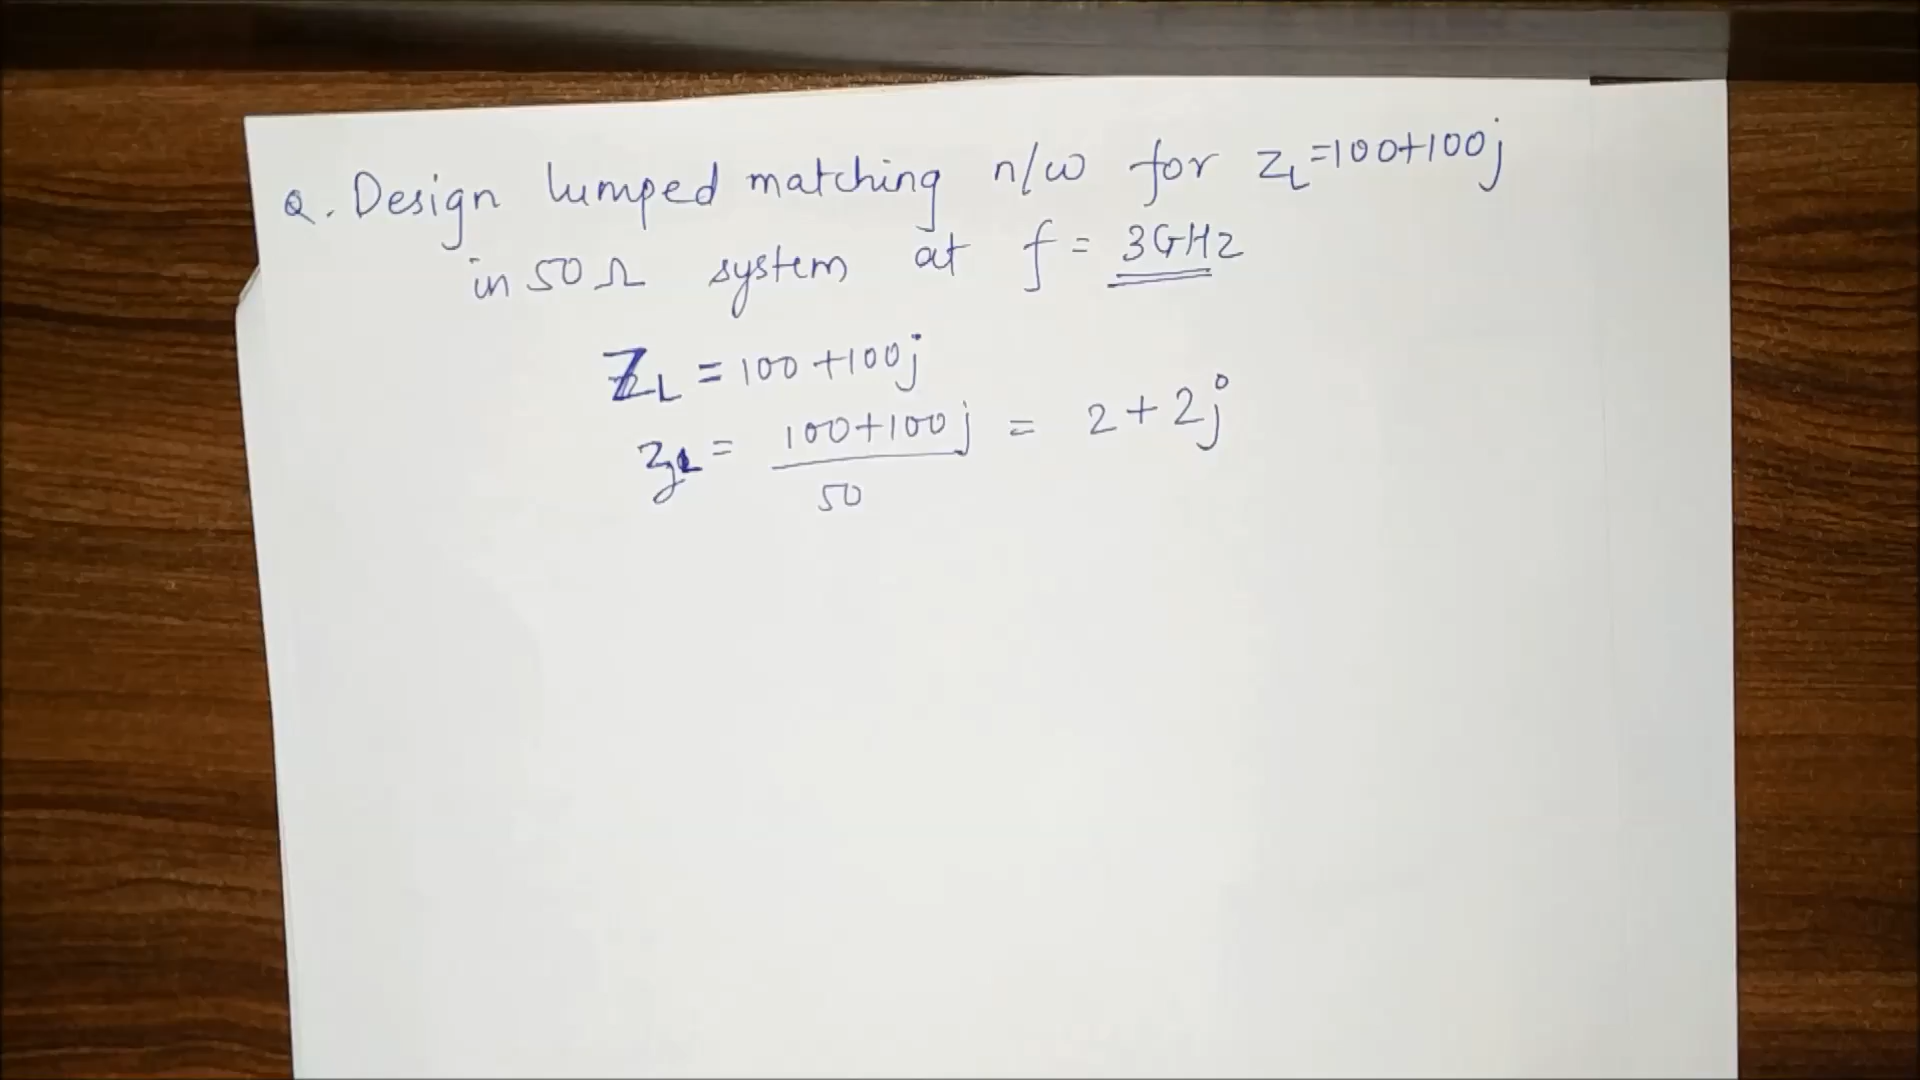 Q. Design lumped matching n/w for ZL=100+100j
in 50 Ω system at f = 3GHz
ZL = 100+100j
zL = 100+100j / 50 = 2+2j